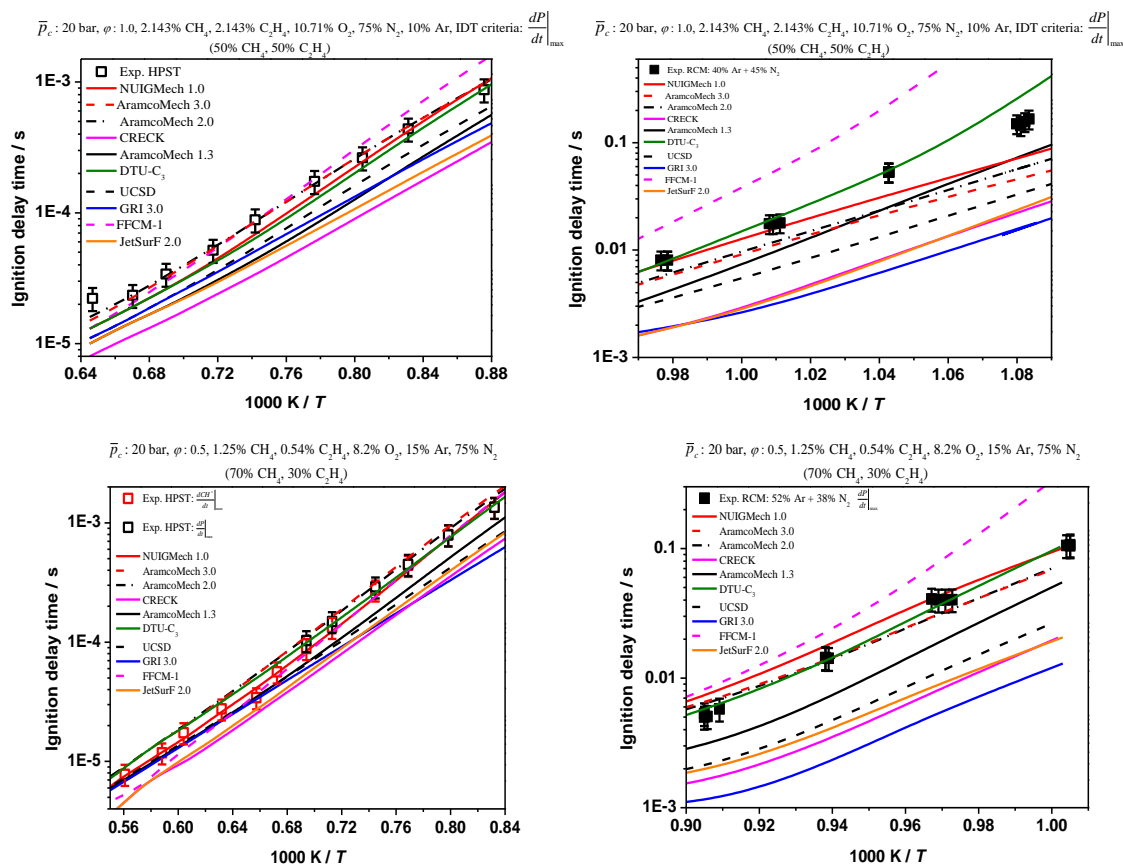 p̅c : 20 bar, φ : 1.0, 2.143% CH4, 2.143% C2H4, 10.71% O2, 75% N2, 10% Ar, IDT criteria: dP/dt|max
(50% CH4, 50% C2H4)
Ignition delay time / s
1E-3
1E-4
1E-5
Exp. HPST
NUIGMech 1.0
AramcoMech 3.0
AramcoMech 2.0
CRECK
AramcoMech 1.3
DTU-C3
UCSD
GRI 3.0
FFCM-1
JetSurF 2.0
0.64 0.68 0.72 0.76 0.80 0.84 0.88
1000 K / T
p̅c : 20 bar, φ : 1.0, 2.143% CH4, 2.143% C2H4, 10.71% O2, 75% N2, 10% Ar, IDT criteria: dP/dt|max
(50% CH4, 50% C2H4)
Ignition delay time / s
0.1
0.01
1E-3
Exp. RCM: 40% Ar + 45% N2
NUIGMech 1.0
AramcoMech 3.0
AramcoMech 2.0
CRECK
AramcoMech 1.3
DTU-C3
UCSD
GRI 3.0
FFCM-1
JetSurF 2.0
0.98 1.00 1.02 1.04 1.06 1.08
1000 K / T
p̅c : 20 bar, φ : 0.5, 1.25% CH4, 0.54% C2H4, 8.2% O2, 15% Ar, 75% N2
(70% CH4, 30% C2H4)
Ignition delay time / s
1E-3
1E-4
1E-5
Exp. HPST: dCH*/dt|
Exp. HPST: dP/dt|
NUIGMech 1.0
AramcoMech 3.0
AramcoMech 2.0
CRECK
AramcoMech 1.3
DTU-C3
UCSD
GRI 3.0
FFCM-1
JetSurF 2.0
0.56 0.60 0.64 0.68 0.72 0.76 0.80 0.84
1000 K / T
p̅c : 20 bar, φ : 0.5, 1.25% CH4, 0.54% C2H4, 8.2% O2, 15% Ar, 75% N2
(70% CH4, 30% C2H4)
Ignition delay time / s
0.1
0.01
1E-3
Exp. RCM: 52% Ar + 38% N2 dP/dt|max
NUIGMech 1.0
AramcoMech 3.0
AramcoMech 2.0
CRECK
AramcoMech 1.3
DTU-C3
UCSD
GRI 3.0
FFCM-1
JetSurF 2.0
0.90 0.92 0.94 0.96 0.98 1.00
1000 K / T